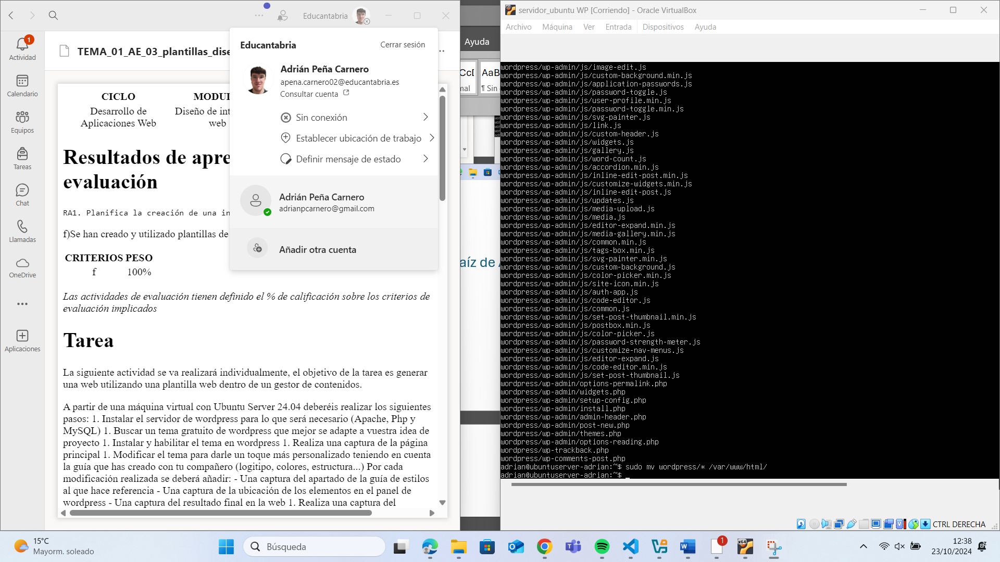 Educantabria
1
Actividad
Calendario
Equipos
Tareas
Chat
Llamadas
OneDrive
Aplicaciones
TEMA_01_AE_03_plantillas_dise
CICLO
Desarrollo de
Aplicaciones Web
MODUL
Diseño de int
web
Resultados de apre
evaluación
RA1. Planifica la creación de una in
f)Se han creado y utilizado plantillas de
CRITERIOS PESO
f 100%
Las actividades de evaluación tienen definido el % de calificación sobre los criterios de
evaluación implicados
Tarea
La siguiente actividad se va realizará individualmente, el objetivo de la tarea es generar
una web utilizando una plantilla web dentro de un gestor de contenidos.
A partir de una máquina virtual con Ubuntu Server 24.04 deberéis realizar los siguientes
pasos: 1. Instalar el servidor de wordpress para lo que será necesario (Apache, Php y
MySQL) 1. Buscar un tema gratuito de wordpress que mejor se adapte a vuestra idea de
proyecto 1. Instalar y habilitar el tema en wordpress 1. Realiza una captura de la página
principal 1. Modificar el tema para darle un toque más personalizado teniendo en cuenta
la guía que has creado con tu compañero (logitipo, colores, estructura...) Por cada
modificación realizada se deberá añadir: - Una captura del apartado de la guía de estilos
al que hace referencia - Una captura de la ubicación de los elementos en el panel de
wordpress - Una captura del resultado final en la web 1. Realiza una captura del
Educantabria
Cerrar sesión
Adrián Peña Carnero
apena.carnero02@educantabria.es
Consultar cuenta
Sin conexión
Establecer ubicación de trabajo
Definir mensaje de estado
Adrián Peña Carnero
adrianpcarnero@gmail.com
Añadir otra cuenta
Ayuda
CcD
AaB
mal
¶ Sin
aíz de
servidor_ubuntu WP [Corriendo] - Oracle VirtualBox
Archivo Máquina Ver Entrada Dispositivos Ayuda
wordpress/wp-admin/js/image-edit.js
wordpress/wp-admin/js/custom-background.min.js
wordpress/wp-admin/js/application-passwords.js
wordpress/wp-admin/js/password-toggle.js
wordpress/wp-admin/js/user-profile.min.js
wordpress/wp-admin/js/password-toggle.min.js
wordpress/wp-admin/js/svg-painter.js
wordpress/wp-admin/js/link.js
wordpress/wp-admin/js/custom-header.js
wordpress/wp-admin/js/widgets.js
wordpress/wp-admin/js/gallery.js
wordpress/wp-admin/js/word-count.js
wordpress/wp-admin/js/accordion.min.js
wordpress/wp-admin/js/inline-edit-post.min.js
wordpress/wp-admin/js/customize-widgets.min.js
wordpress/wp-admin/js/inline-edit-post.js
wordpress/wp-admin/js/updates.js
wordpress/wp-admin/js/media-upload.js
wordpress/wp-admin/js/media.js
wordpress/wp-admin/js/editor-expand.min.js
wordpress/wp-admin/js/media-gallery.min.js
wordpress/wp-admin/js/common.min.js
wordpress/wp-admin/js/tags-box.min.js
wordpress/wp-admin/js/svg-painter.min.js
wordpress/wp-admin/js/custom-background.js
wordpress/wp-admin/js/color-picker.min.js
wordpress/wp-admin/js/site-icon.min.js
wordpress/wp-admin/js/auth-app.js
wordpress/wp-admin/js/code-editor.js
wordpress/wp-admin/js/common.js
wordpress/wp-admin/js/set-post-thumbnail.min.js
wordpress/wp-admin/js/postbox.min.js
wordpress/wp-admin/js/color-picker.js
wordpress/wp-admin/js/password-strength-meter.js
wordpress/wp-admin/js/customize-nav-menus.js
wordpress/wp-admin/js/editor-expand.js
wordpress/wp-admin/js/code-editor.min.js
wordpress/wp-admin/js/set-post-thumbnail.js
wordpress/wp-admin/options-permalink.php
wordpress/wp-admin/widgets.php
wordpress/wp-admin/setup-config.php
wordpress/wp-admin/install.php
wordpress/wp-admin/admin-header.php
wordpress/wp-admin/post-new.php
wordpress/wp-admin/themes.php
wordpress/wp-admin/options-reading.php
wordpress/wp-trackback.php
wordpress/wp-comments-post.php
adrian@ubuntuserver-adrian:~$ sudo mv wordpress/* /var/www/html/
adrian@ubuntuserver-adrian:~$ _
CTRL DERECHA
15°C
Mayorm. soleado
Búsqueda
1
12:38
23/10/2024